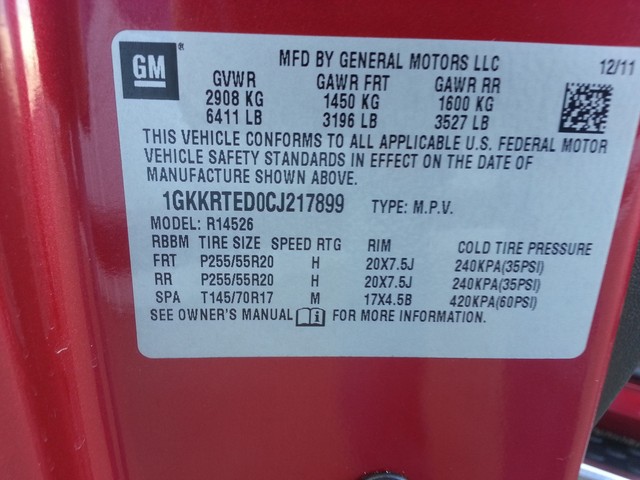 GM ®
MFD BY GENERAL MOTORS LLC 12/11
GVWR GAWR FRT GAWR RR
2908 KG 1450 KG 1600 KG
6411 LB 3196 LB 3527 LB
THIS VEHICLE CONFORMS TO ALL APPLICABLE U.S. FEDERAL MOTOR
VEHICLE SAFETY STANDARDS IN EFFECT ON THE DATE OF
MANUFACTURE SHOWN ABOVE.
1GKKRTED0CJ217899 TYPE: M.P.V.
MODEL: R14526
RBBM TIRE SIZE SPEED RTG RIM COLD TIRE PRESSURE
FRT P255/55R20 H 20X7.5J 240KPA(35PSI)
RR P255/55R20 H 20X7.5J 240KPA(35PSI)
SPA T145/70R17 M 17X4.5B 420KPA(60PSI)
SEE OWNER'S MANUAL i FOR MORE INFORMATION.